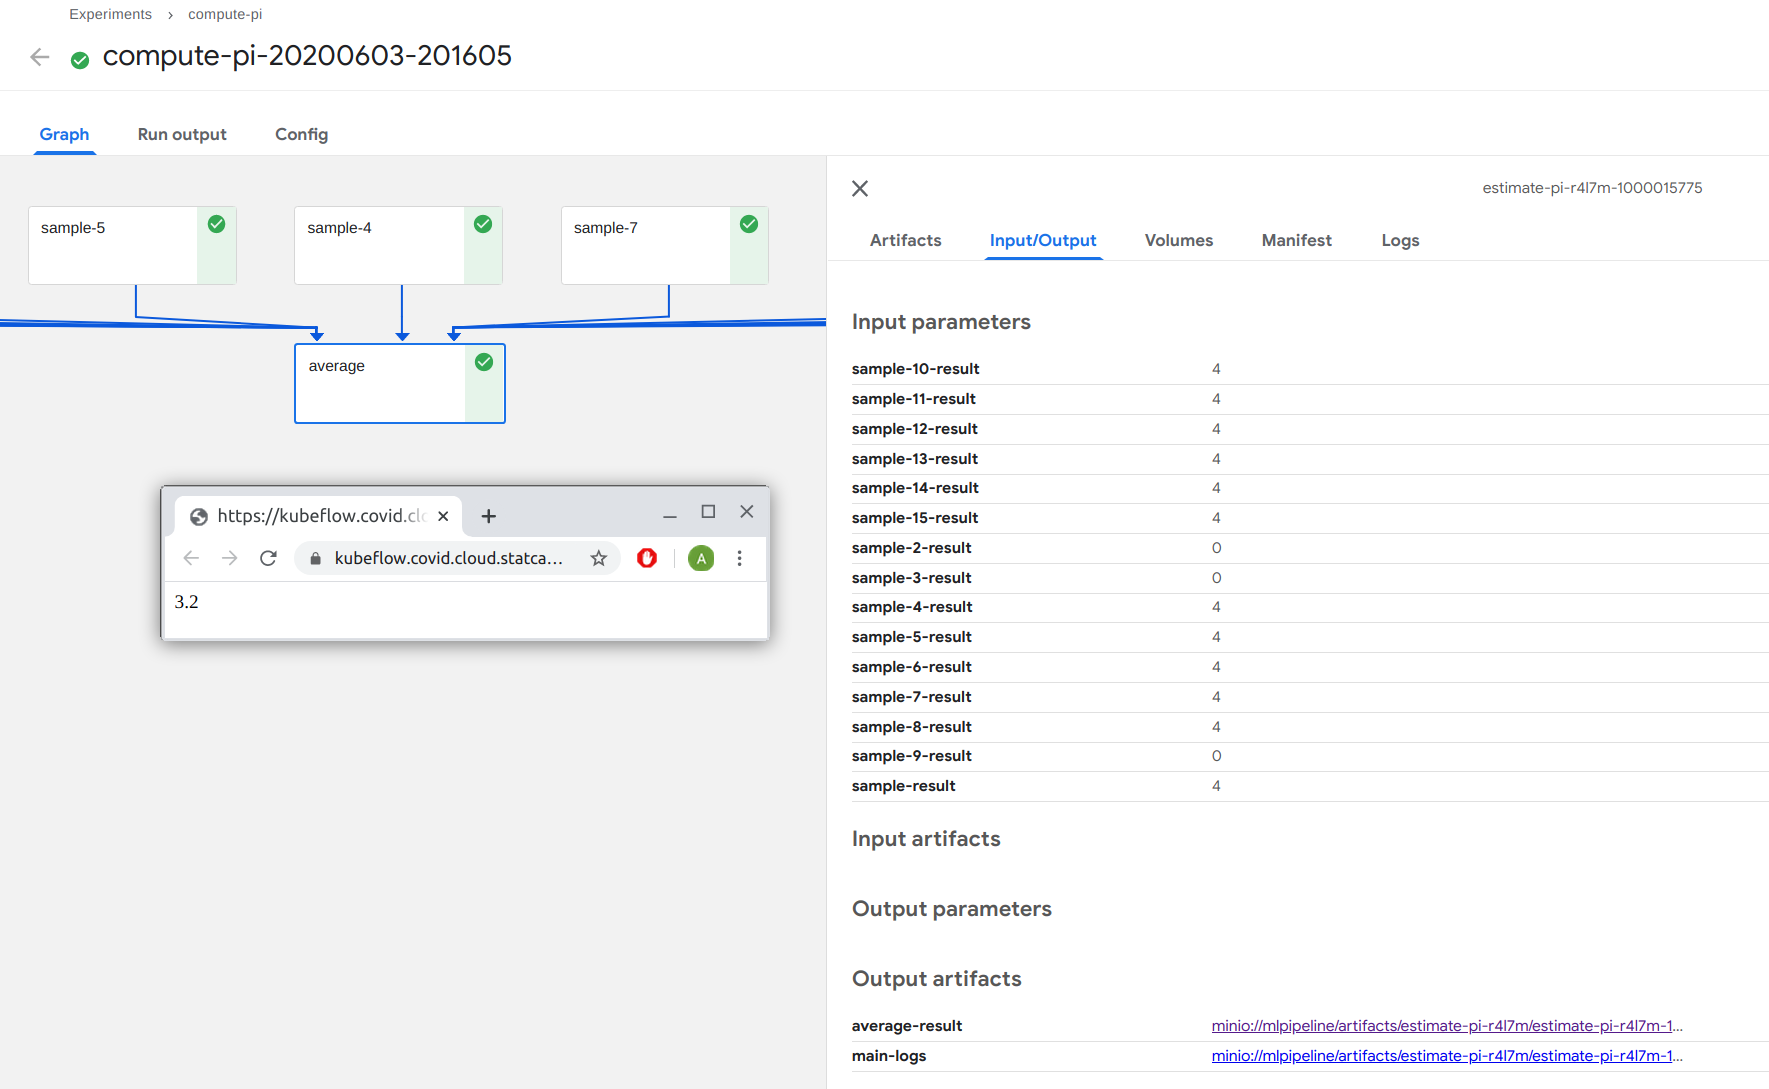 Experiments › compute-pi
compute-pi-20200603-201605
Graph Run output Config
sample-5
sample-4
sample-7
average
https://kubeflow.covid.clo
kubeflow.covid.cloud.statca...
A
3.2
estimate-pi-r4l7m-1000015775
Artifacts Input/Output Volumes Manifest Logs
Input parameters
sample-10-result 4
sample-11-result 4
sample-12-result 4
sample-13-result 4
sample-14-result 4
sample-15-result 4
sample-2-result 0
sample-3-result 0
sample-4-result 4
sample-5-result 4
sample-6-result 4
sample-7-result 4
sample-8-result 4
sample-9-result 0
sample-result 4
Input artifacts
Output parameters
Output artifacts
average-result minio://mlpipeline/artifacts/estimate-pi-r4l7m/estimate-pi-r4l7m-1...
main-logs minio://mlpipeline/artifacts/estimate-pi-r4l7m/estimate-pi-r4l7m-1...